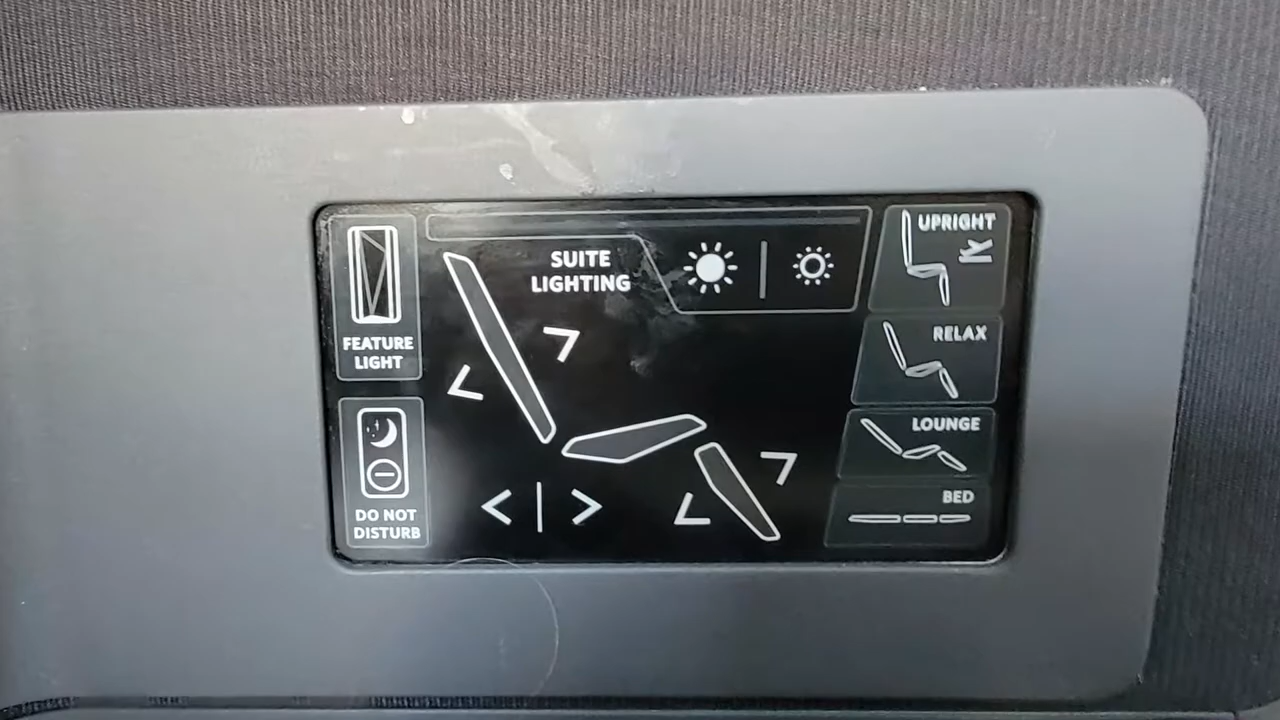 FEATURE
LIGHT
DO NOT
DISTURB
SUITE
LIGHTING
UPRIGHT
RELAX
LOUNGE
BED